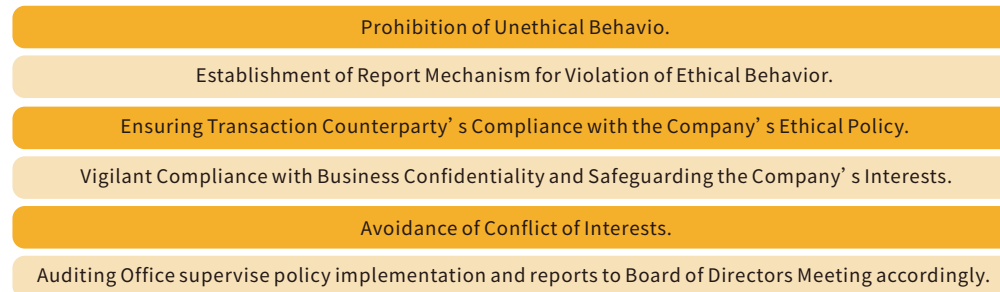 Prohibition of Unethical Behavio.
Establishment of Report Mechanism for Violation of Ethical Behavior.
Ensuring Transaction Counterparty’s Compliance with the Company’s Ethical Policy.
Vigilant Compliance with Business Confidentiality and Safeguarding the Company’s Interests.
Avoidance of Conflict of Interests.
Auditing Office supervise policy implementation and reports to Board of Directors Meeting accordingly.